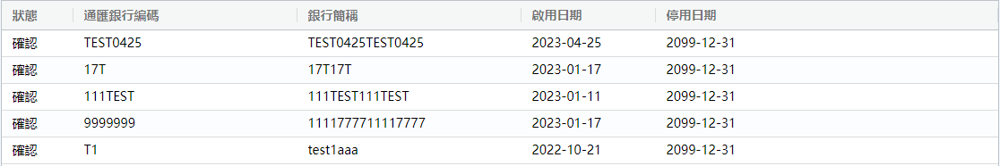 狀態 通匯銀行編碼 銀行簡稱 啟用日期 停用日期
確認 TEST0425 TEST0425TEST0425 2023-04-25 2099-12-31
確認 17T 17T17T 2023-01-17 2099-12-31
確認 111TEST 111TEST111TEST 2023-01-11 2099-12-31
確認 9999999 1111777711117777 2023-01-17 2099-12-31
確認 T1 test1aaa 2022-10-21 2099-12-31